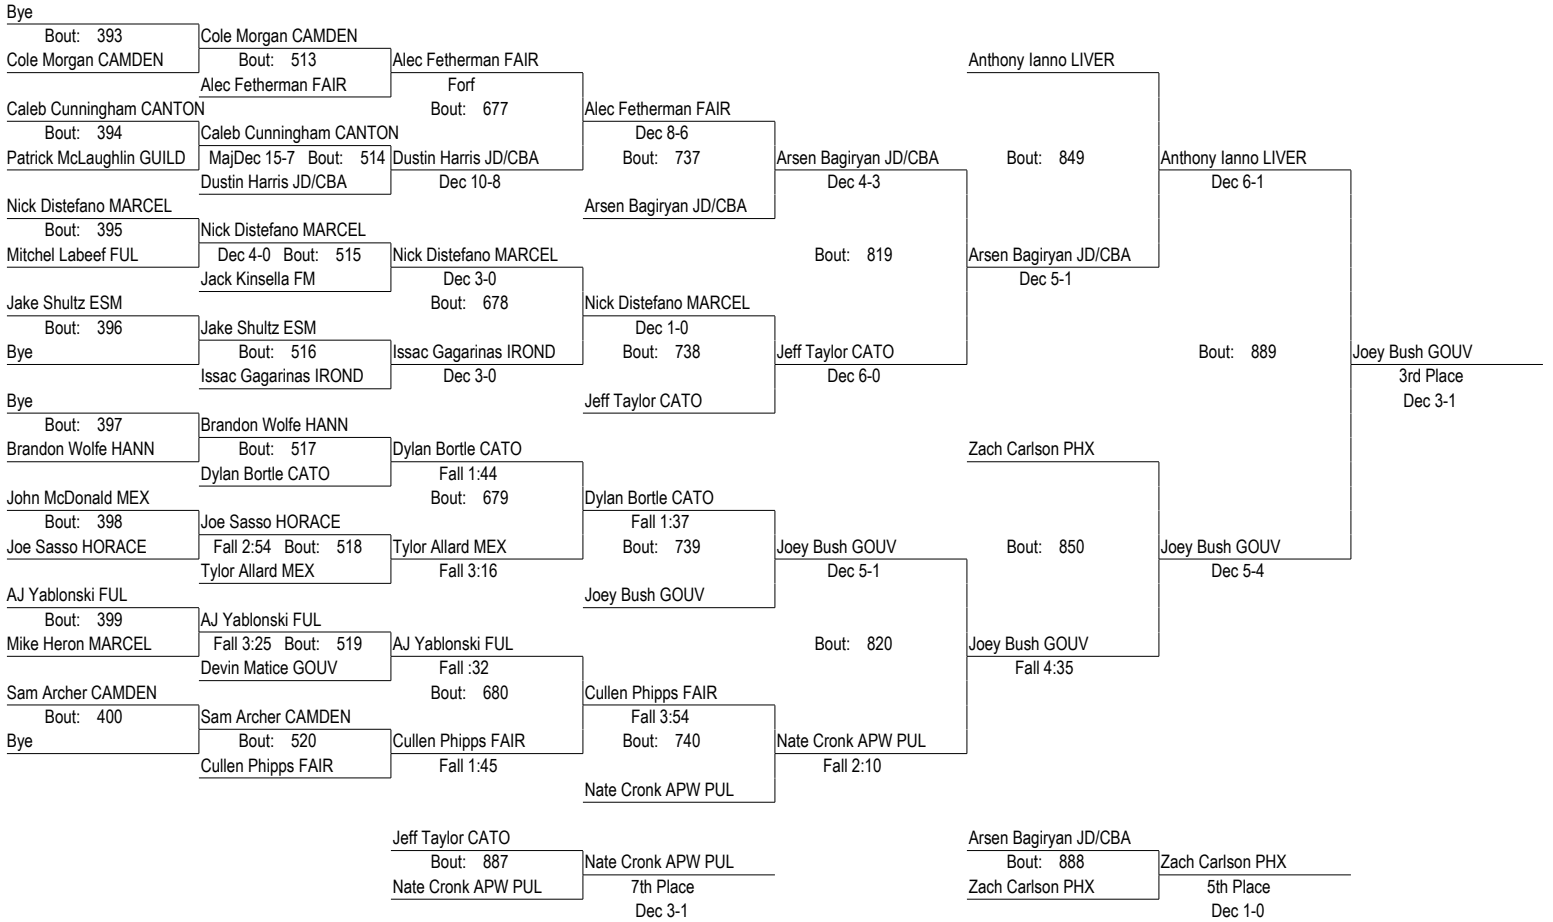 Bye
Bout: 393 Cole Morgan CAMDEN
Cole Morgan CAMDEN Bout: 513 Alec Fetherman FAIR Anthony Ianno LIVER
Alec Fetherman FAIR Forf
Caleb Cunningham CANTON Bout: 677 Alec Fetherman FAIR
Bout: 394 Caleb Cunningham CANTON Dec 8-6
Patrick McLaughlin GUILD MajDec 15-7 Bout: 514 Dustin Harris JD/CBA Bout: 737 Arsen Bagiryan JD/CBA Bout: 849 Anthony Ianno LIVER
Dustin Harris JD/CBA Dec 10-8 Dec 4-3 Dec 6-1
Nick Distefano MARCEL Arsen Bagiryan JD/CBA
Bout: 395 Nick Distefano MARCEL
Mitchel Labeef FUL Dec 4-0 Bout: 515 Nick Distefano MARCEL Bout: 819 Arsen Bagiryan JD/CBA
Jack Kinsella FM Dec 3-0 Dec 5-1
Jake Shultz ESM Bout: 678 Nick Distefano MARCEL
Bout: 396 Jake Shultz ESM Dec 1-0
Bye Bout: 516 Issac Gagarinas IROND Bout: 738 Jeff Taylor CATO Bout: 889 Joey Bush GOUV
Issac Gagarinas IROND Dec 3-0 Dec 6-0 3rd Place
Bye Jeff Taylor CATO Dec 3-1
Bout: 397 Brandon Wolfe HANN
Brandon Wolfe HANN Bout: 517 Dylan Bortle CATO Zach Carlson PHX
Dylan Bortle CATO Fall 1:44
John McDonald MEX Bout: 679 Dylan Bortle CATO
Bout: 398 Joe Sasso HORACE Fall 1:37
Joe Sasso HORACE Fall 2:54 Bout: 518 Tylor Allard MEX Bout: 739 Joey Bush GOUV Bout: 850 Joey Bush GOUV
Tylor Allard MEX Fall 3:16 Dec 5-1 Dec 5-4
AJ Yablonski FUL Joey Bush GOUV
Bout: 399 AJ Yablonski FUL
Mike Heron MARCEL Fall 3:25 Bout: 519 AJ Yablonski FUL Bout: 820 Joey Bush GOUV
Devin Matice GOUV Fall :32 Fall 4:35
Sam Archer CAMDEN Bout: 680 Cullen Phipps FAIR
Bout: 400 Sam Archer CAMDEN Fall 3:54
Bye Bout: 520 Cullen Phipps FAIR Bout: 740 Nate Cronk APW PUL
Cullen Phipps FAIR Fall 1:45 Fall 2:10
Nate Cronk APW PUL
Jeff Taylor CATO Arsen Bagiryan JD/CBA
Bout: 887 Nate Cronk APW PUL Bout: 888 Zach Carlson PHX
Nate Cronk APW PUL 7th Place Zach Carlson PHX 5th Place
Dec 3-1 Dec 1-0